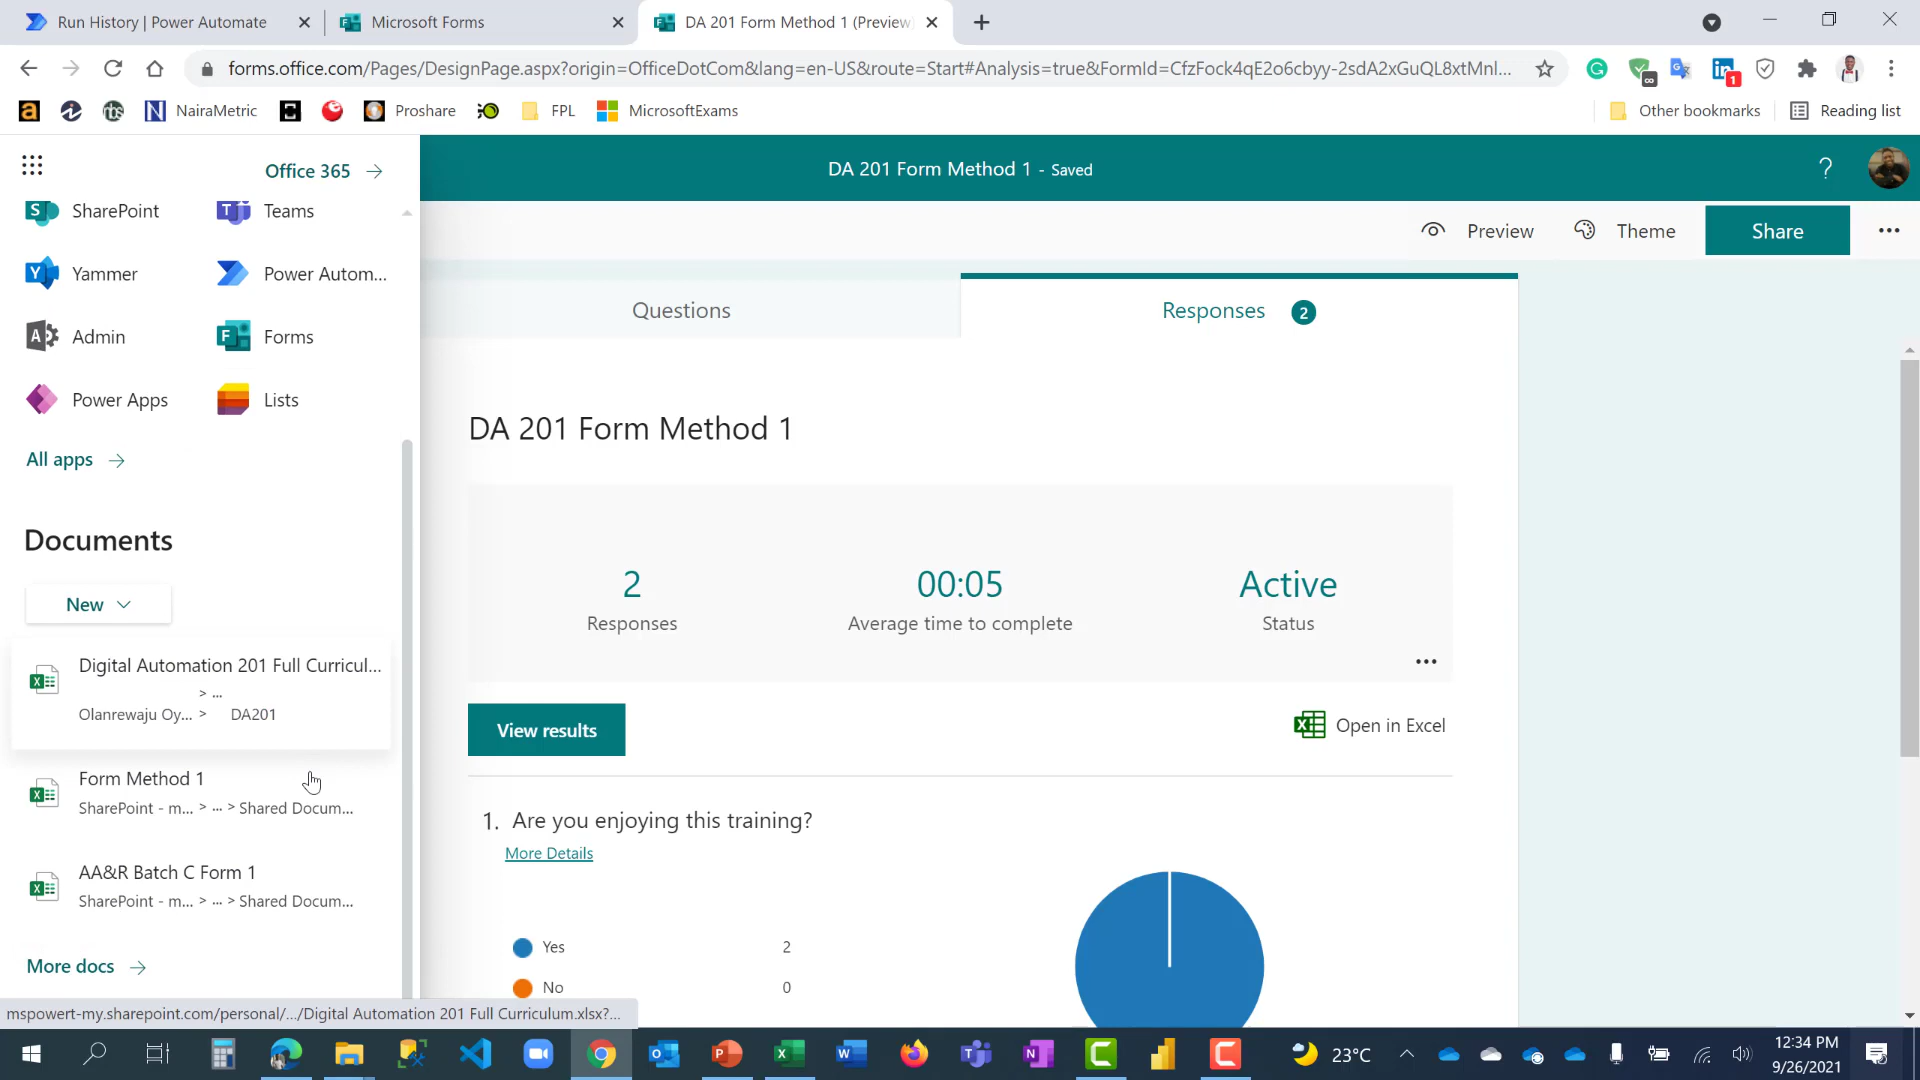 Run History | Power Automate
Microsoft Forms
DA 201 Form Method 1 (Preview)
forms.office.com/Pages/DesignPage.aspx?origin=OfficeDotCom&lang=en-US&route=Start#Analysis=true&FormId=CfzFock4qE2o6cbyy-2sdA2xGuQL8xtMnl...
NairaMetric
Proshare
FPL
MicrosoftExams
Other bookmarks
Reading list
Office 365
DA 201 Form Method 1 - Saved
SharePoint
Teams
Preview
Theme
Share
Yammer
Power Autom...
Questions
Responses 2
Admin
Forms
Power Apps
Lists
DA 201 Form Method 1
All apps
Documents
2
00:05
Active
New
Responses
Average time to complete
Status
Digital Automation 201 Full Curricul...
> ...
Olanrewaju Oy... > DA201
View results
Open in Excel
Form Method 1
SharePoint - m... > ... > Shared Docum...
1. Are you enjoying this training?
More Details
AA&R Batch C Form 1
SharePoint - m... > ... > Shared Docum...
Yes 2
More docs
No 0
mspowert-my.sharepoint.com/personal/.../Digital Automation 201 Full Curriculum.xlsx?...
23°C
12:34 PM
9/26/2021